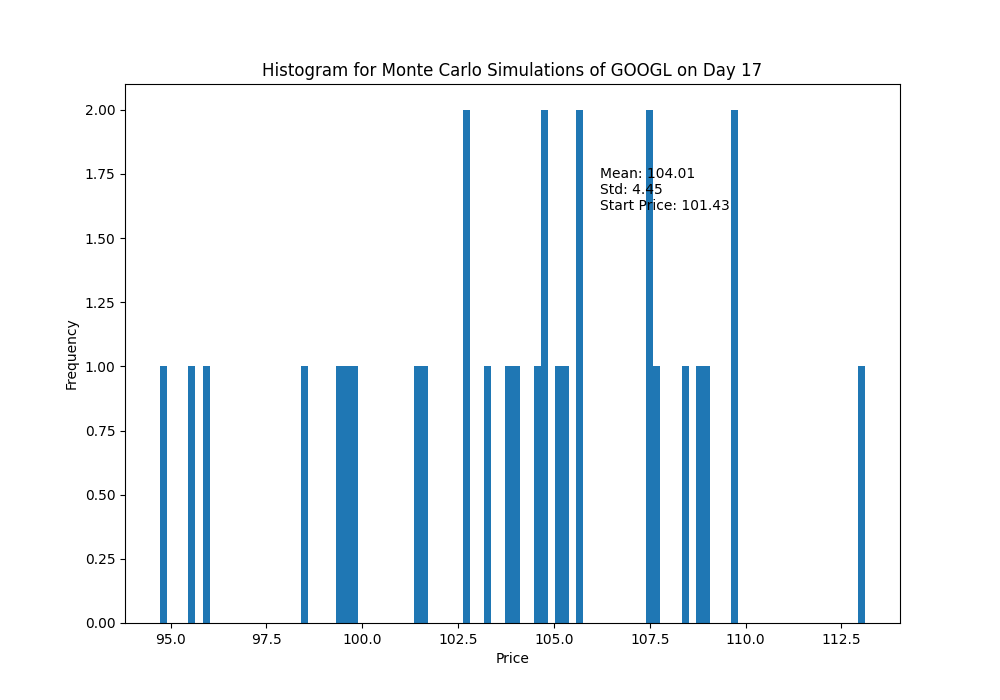 Histogram for Monte Carlo Simulations of GOOGL on Day 17
2.00
1.75
1.50
1.25
1.00
0.75
0.50
0.25
0.00
Frequency
Mean: 104.01
Std: 4.45
Start Price: 101.43
95.0 97.5 100.0 102.5 105.0 107.5 110.0 112.5
Price